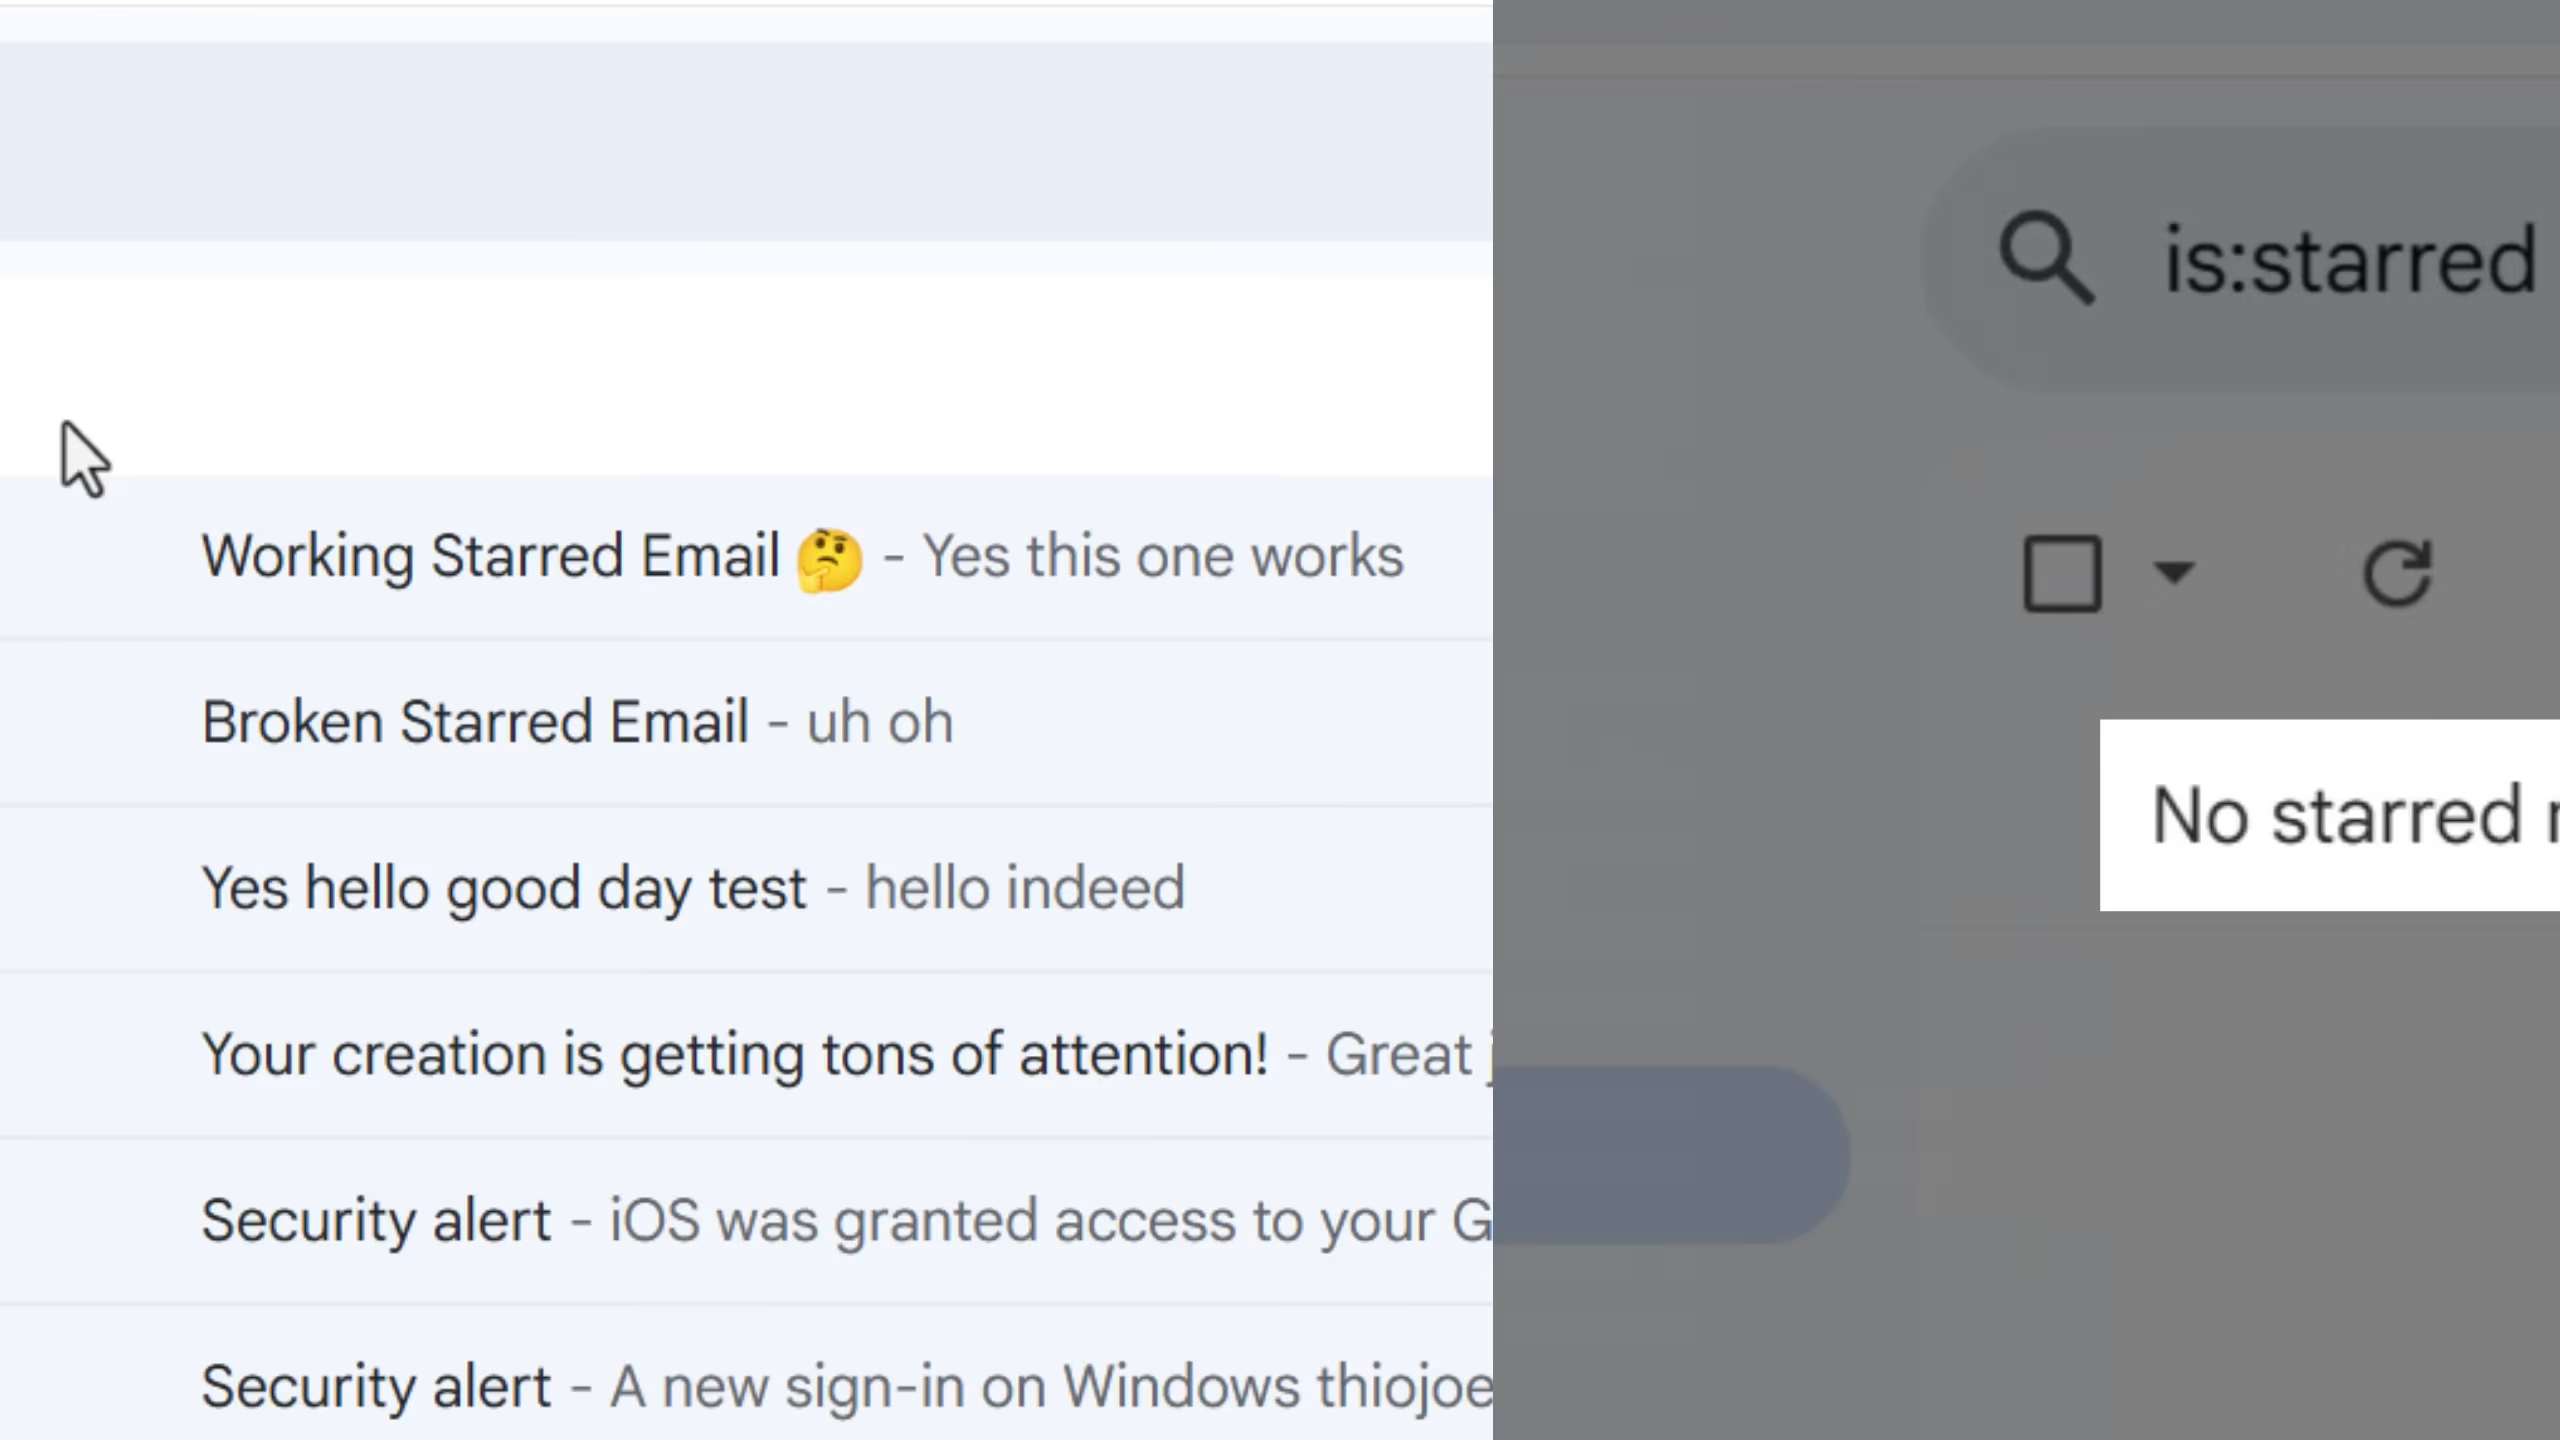 Working Starred Email 🤔 - Yes this one works
Broken Starred Email - uh oh
Yes hello good day test - hello indeed
Your creation is getting tons of attention! - Great
Security alert - iOS was granted access to your G
Security alert - A new sign-in on Windows thiojoe
is:starred
No starred